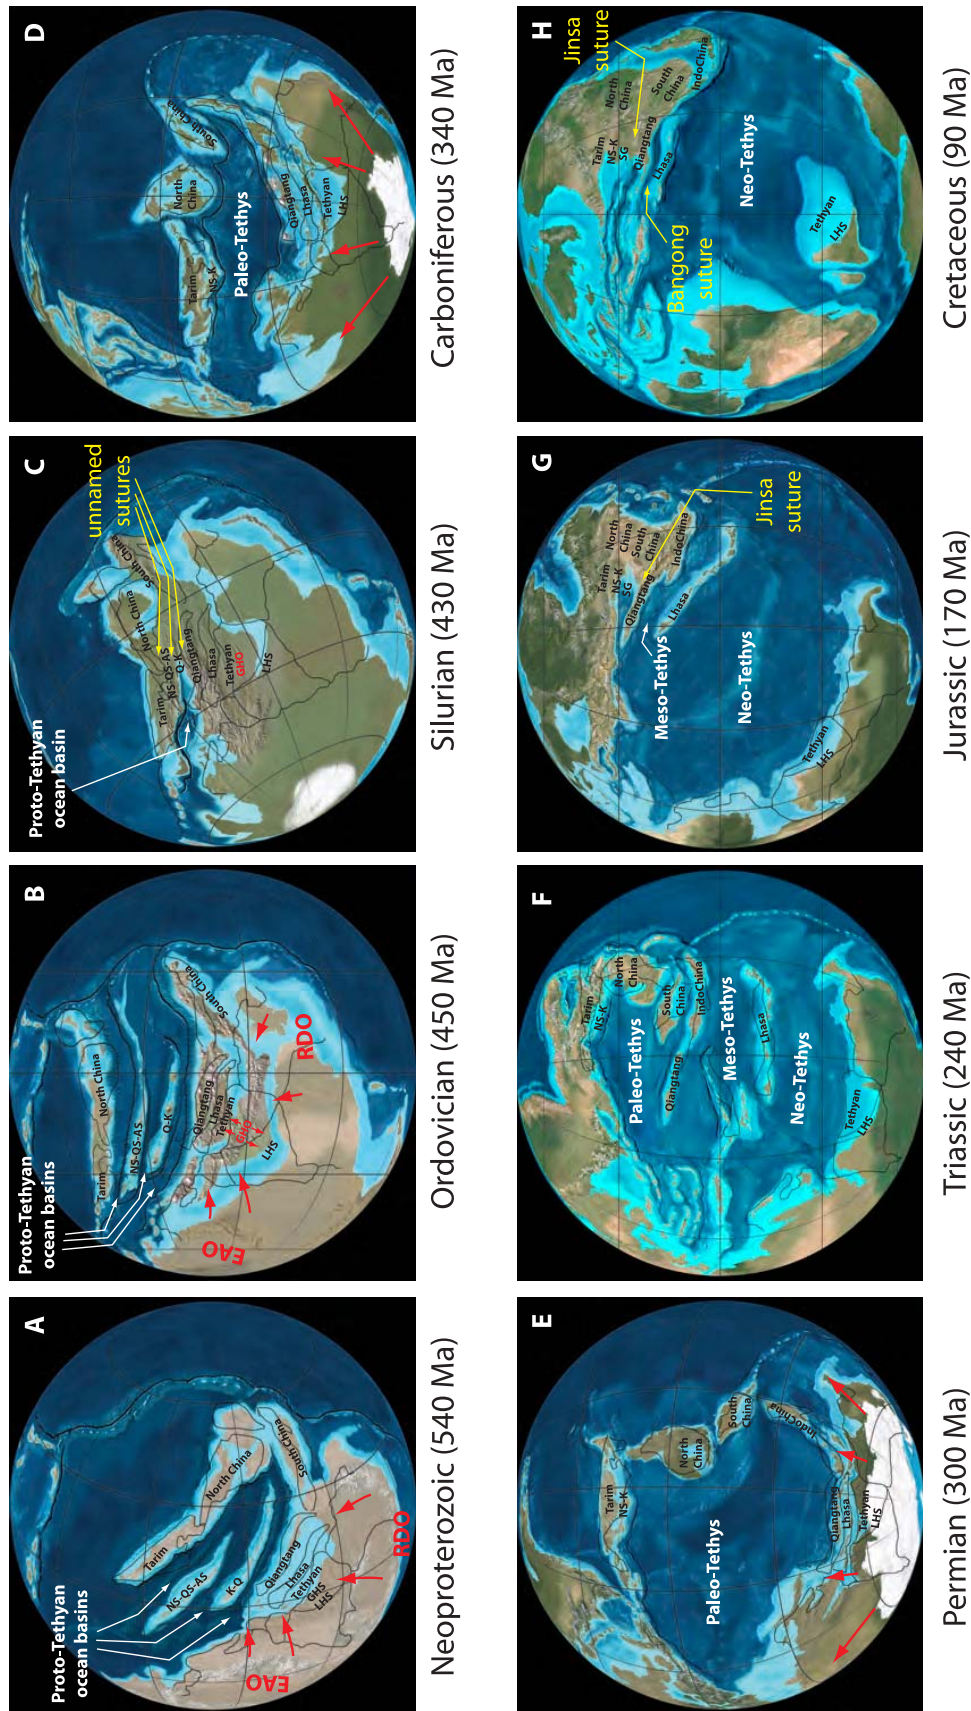 A
Proto-Tethyan
ocean basins
Tarim
North China
South China
NS-QS-AS
K-Q
Qiangtang
Lhasa
Tethyan
GHS
LHS
EAO
RDO
Neoproterozoic (540 Ma)
B
Proto-Tethyan
ocean basins
Tarim
North China
NS-QS-AS
Q-K
South China
Qiangtang
Lhasa
Tethyan
GHO
LHS
EAO
RDO
Ordovician (450 Ma)
C
unnamed
sutures
Proto-Tethyan
ocean basin
South China
North China
Tarim
NS-QS-AS
Q-K
Qiangtang
Lhasa
Tethyan
GHO
LHS
Silurian (430 Ma)
D
South China
North
China
Tarim
NS-K
Paleo-Tethys
Qiangtang
Lhasa
Tethyan
LHS
Carboniferous (340 Ma)
E
Tarim
NS-K
North
China
South
China
IndoChina
Paleo-Tethys
Qiangtang
Lhasa
Tethyan
LHS
Permian (300 Ma)
F
Tarim
NS-K
North
China
South
China
IndoChina
Paleo-Tethys
Qiangtang
Meso-Tethys
Lhasa
Neo-Tethys
Tethyan
LHS
Triassic (240 Ma)
G
Tarim
NS-K
SG
North
China
South
China
IndoChina
Qiangtang
Lhasa
Meso-Tethys
Neo-Tethys
Jinsa
suture
Tethyan
LHS
Jurassic (170 Ma)
H
Jinsa
suture
Tarim
NS-K
SG
North
China
South
China
IndoChina
Qiangtang
Lhasa
Bangong
suture
Neo-Tethys
Tethyan
LHS
Cretaceous (90 Ma)